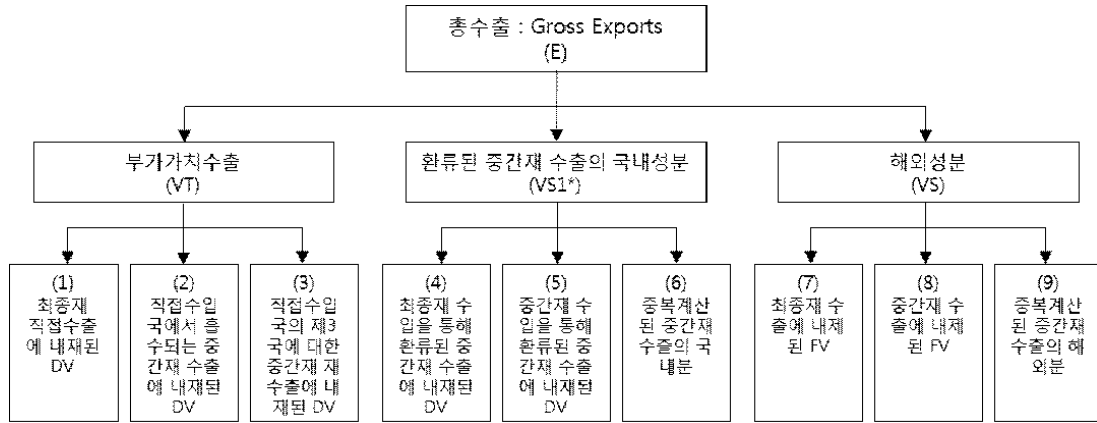 총수출 : Gross Exports
(E)
부가가치수출
(VT)
환류된 중간재 수출의 국내성분
(VS1*)
해외성분
(VS)
(1)
최종재
직접수출
에 내재된
DV
(2)
직접수입
국에서 흡
수되는 중
간재 수출
에 내재된
DV
(3)
직접수입
국의 제3
국에 대한
중간재 재
수출에 내
재된 DV
(4)
최종재 수
입을 통해
환류된 중
간재 수출
에 내재된
DV
(5)
중간재 수
입을 통해
환류된 중
간재 수출
에 내재된
DV
(6)
중복계산
된 중간재
수출의 국
내분
(7)
최종재 수
출에 내재
된 FV
(8)
중간재 수
출에 내재
된 FV
(9)
중복계산
된 중간재
수출의 해
외분